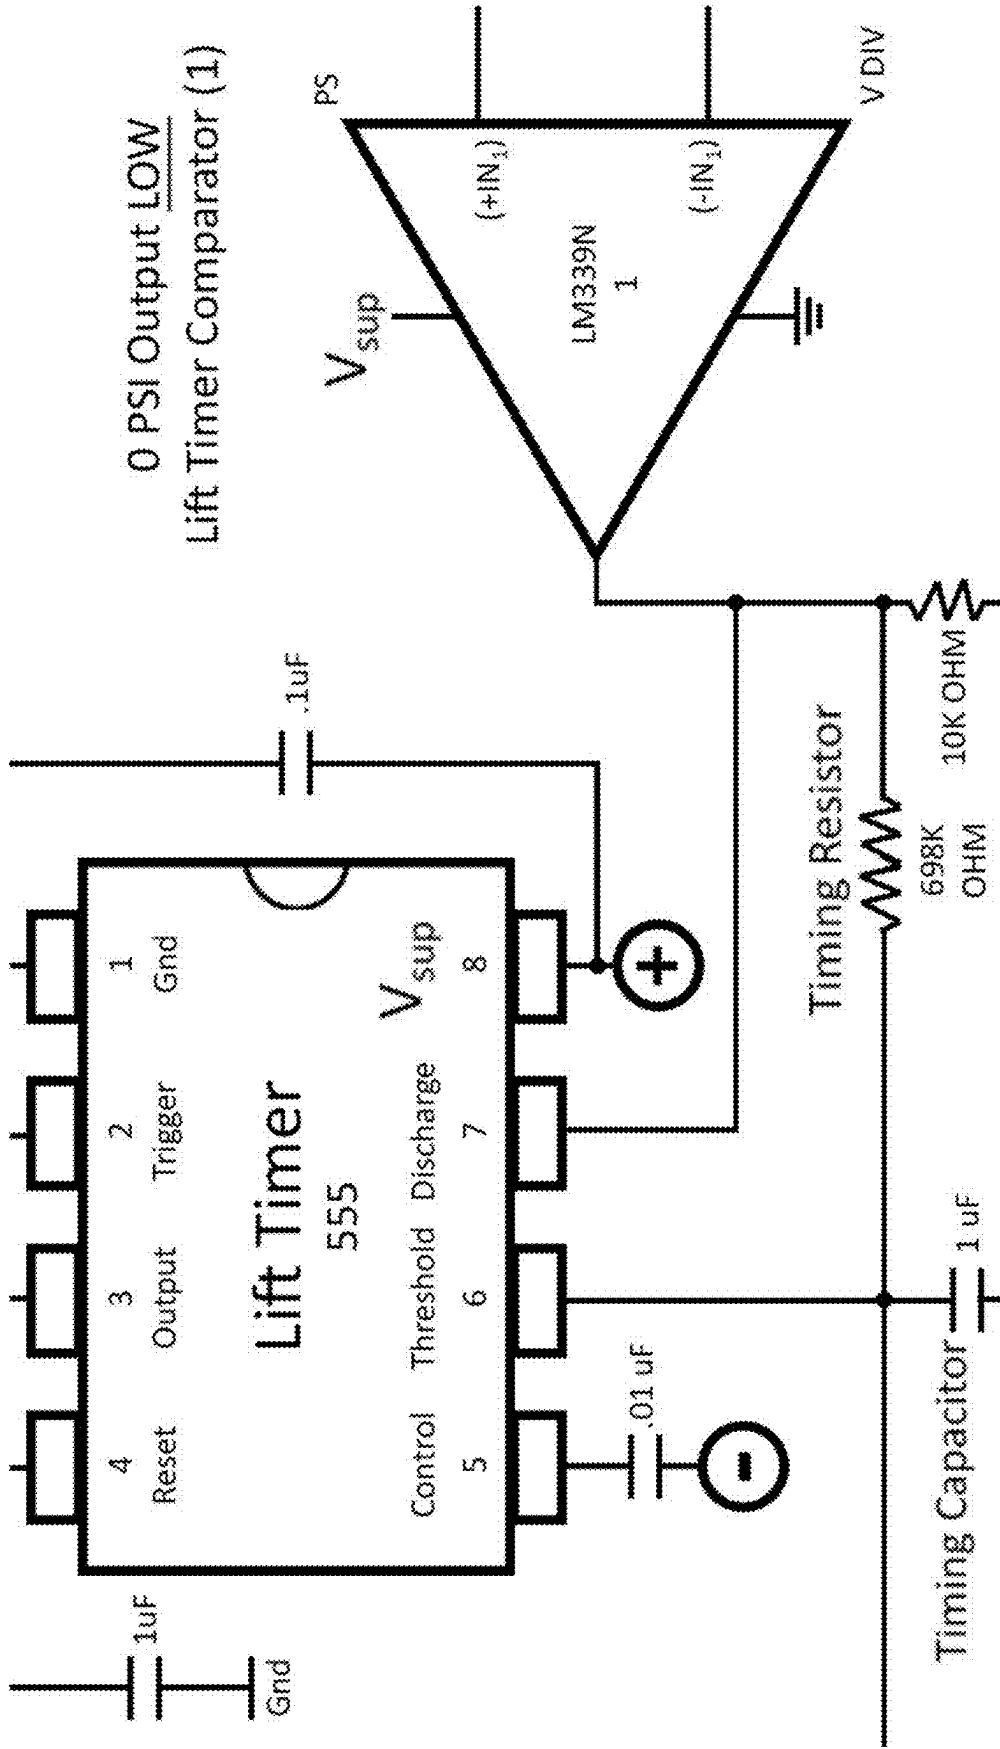 0 PSI Output LOW
Lift Timer Comparator (1)
PS
V DIV
Vsup
(+IN1)
(-IN1)
LM339N
1
.1uF
10K OHM
Timing Resistor
698K
OHM
1
Gnd
2
Trigger
3
Output
4
Reset
Lift Timer
555
Vsup
8
Discharge
7
Threshold
6
Control
5
+
.01 uF
-
1uF
Gnd
1 uF
Timing Capacitor